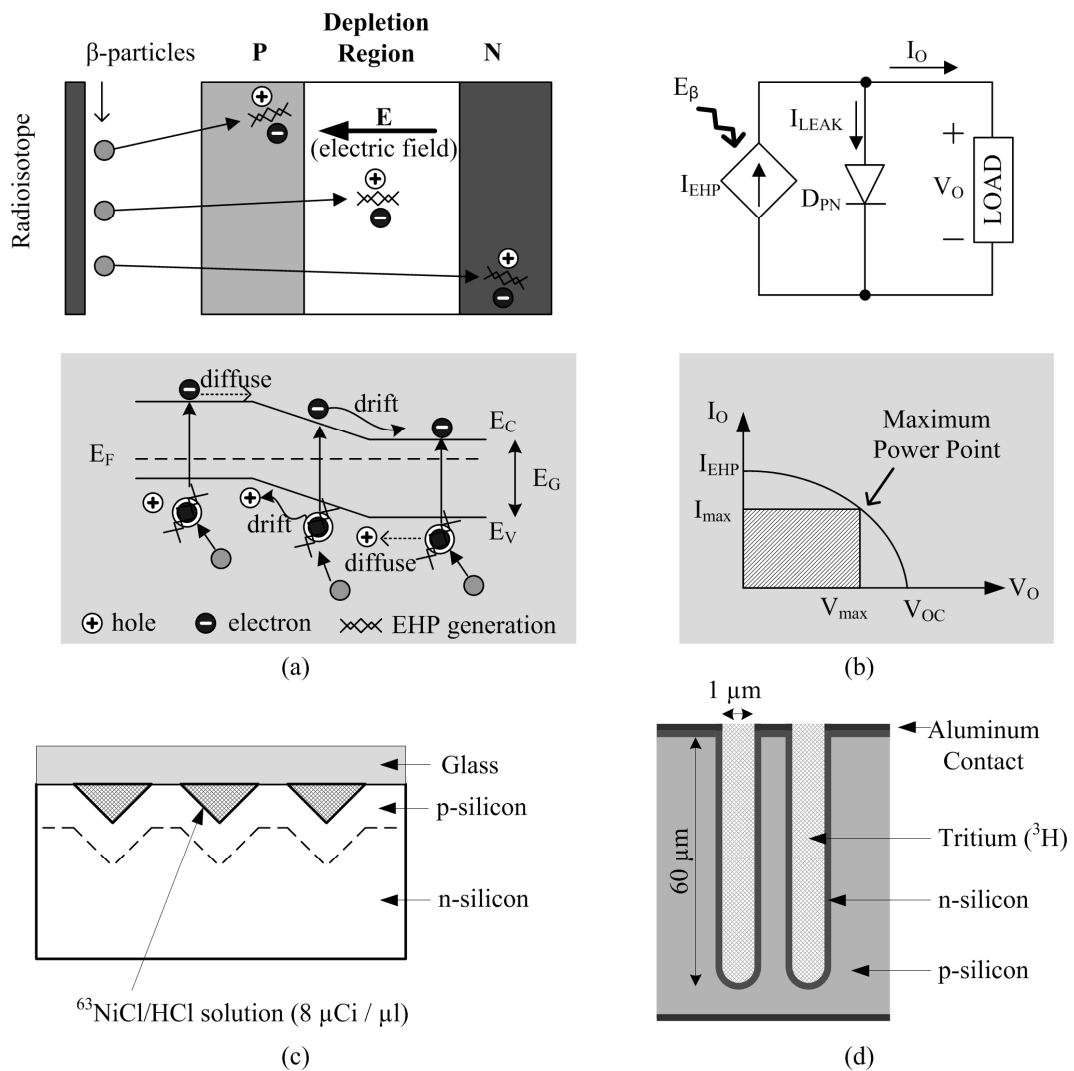 β-particles
P
Depletion
Region
N
Radioisotope
E
(electric field)
diffuse
drift
E_C
E_F
E_G
drift
E_V
diffuse
hole
electron
EHP generation
(a)
I_O
E_β
I_LEAK
I_EHP
D_PN
+
V_O
−
LOAD
I_O
Maximum
Power Point
I_EHP
I_max
V_max
V_OC
V_O
(b)
Glass
p-silicon
n-silicon
⁶³NiCl/HCl solution (8 µCi / µl)
(c)
1 µm
Aluminum
Contact
60 µm
Tritium (³H)
n-silicon
p-silicon
(d)